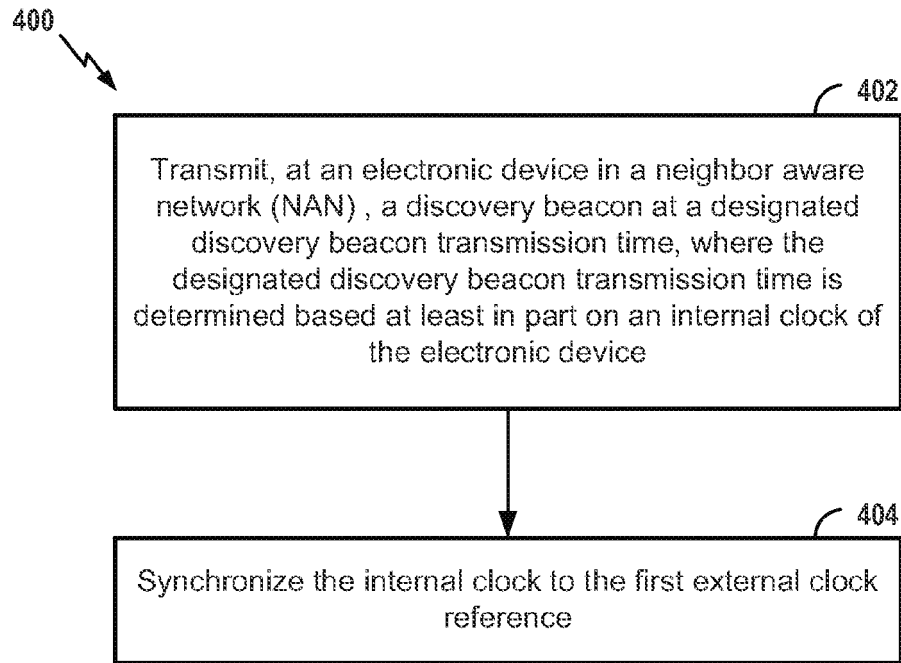 400
402
Transmit, at an electronic device in a neighbor aware
network (NAN) , a discovery beacon at a designated
discovery beacon transmission time, where the
designated discovery beacon transmission time is
determined based at least in part on an internal clock of
the electronic device
404
Synchronize the internal clock to the first external clock
reference